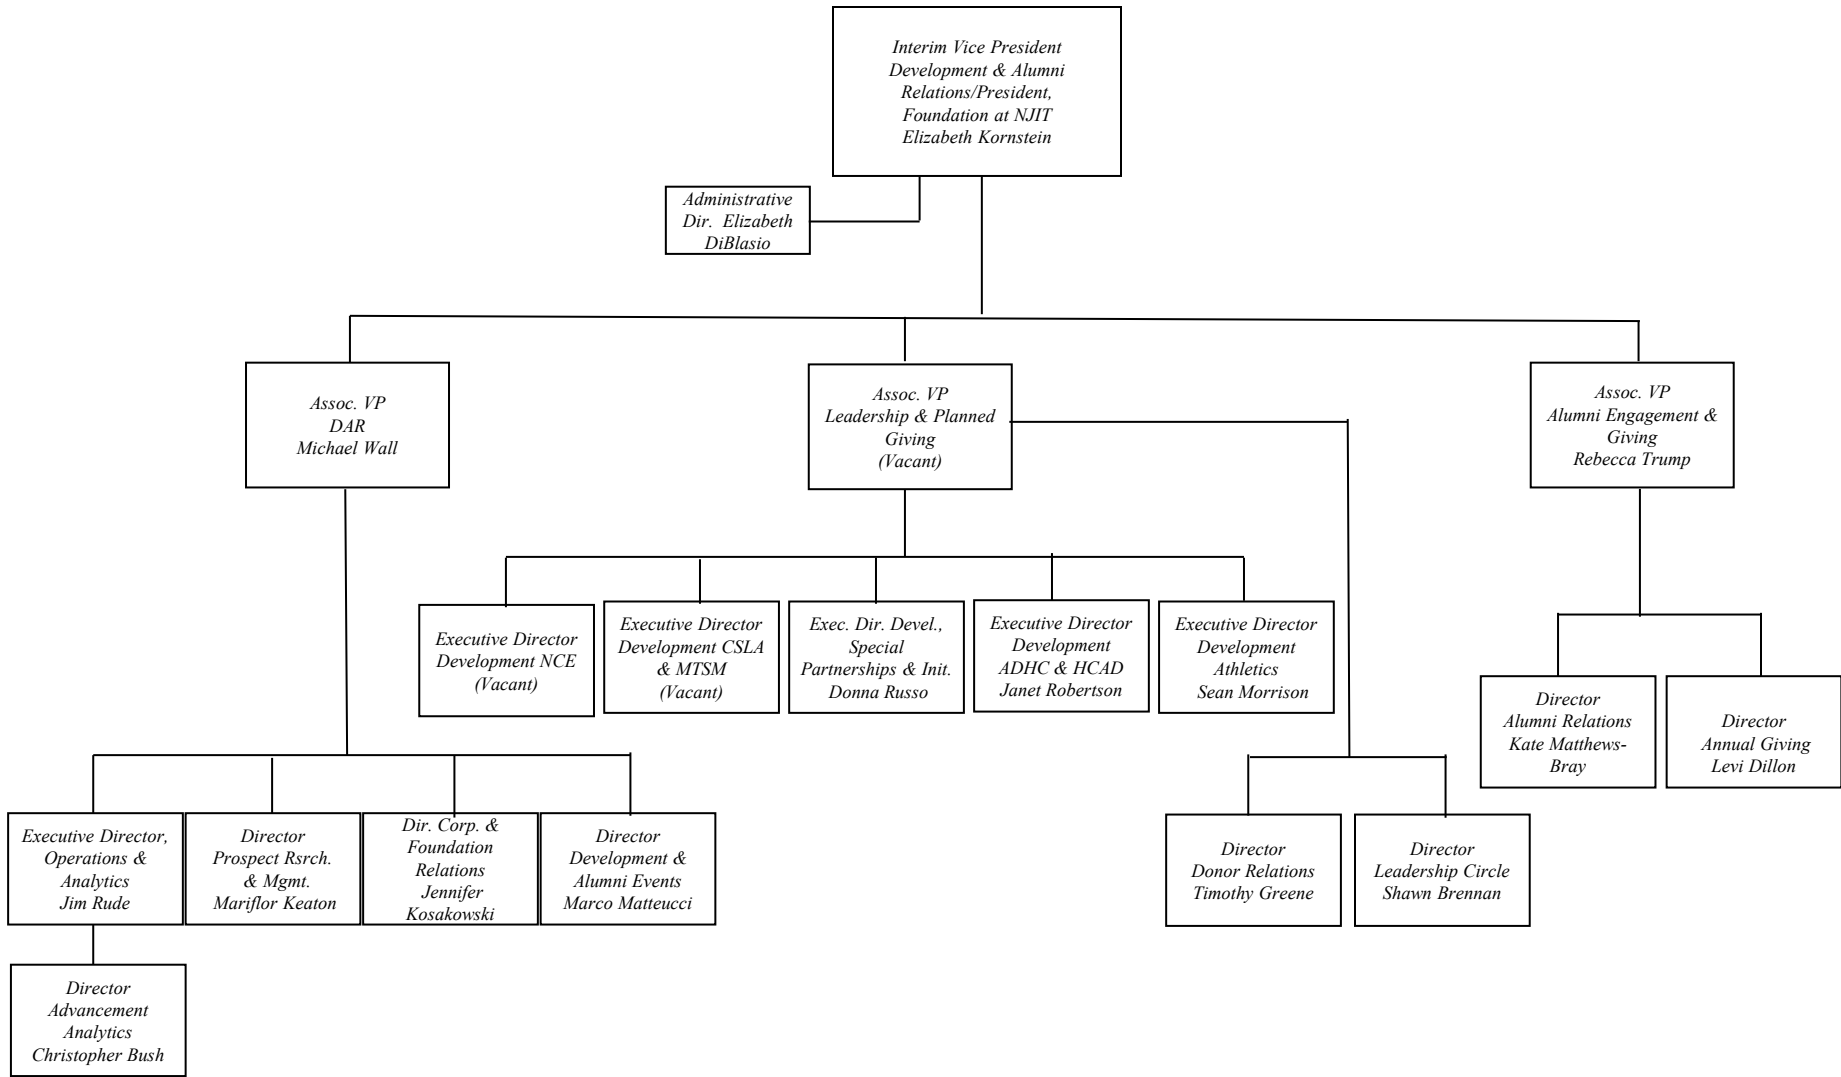 Interim Vice President
Development & Alumni
Relations/President,
Foundation at NJIT
Elizabeth Kornstein
Administrative
Dir. Elizabeth
DiBlasio
Assoc. VP
DAR
Michael Wall
Assoc. VP
Leadership & Planned
Giving
(Vacant)
Assoc. VP
Alumni Engagement &
Giving
Rebecca Trump
Executive Director
Development NCE
(Vacant)
Executive Director
Development CSLA
& MTSM
(Vacant)
Exec. Dir. Devel.,
Special
Partnerships & Init.
Donna Russo
Executive Director
Development
ADHC & HCAD
Janet Robertson
Executive Director
Development
Athletics
Sean Morrison
Director
Alumni Relations
Kate Matthews-
Bray
Director
Annual Giving
Levi Dillon
Executive Director,
Operations &
Analytics
Jim Rude
Director
Prospect Rsrch.
& Mgmt.
Mariflor Keaton
Dir. Corp. &
Foundation
Relations
Jennifer
Kosakowski
Director
Development &
Alumni Events
Marco Matteucci
Director
Donor Relations
Timothy Greene
Director
Leadership Circle
Shawn Brennan
Director
Advancement
Analytics
Christopher Bush